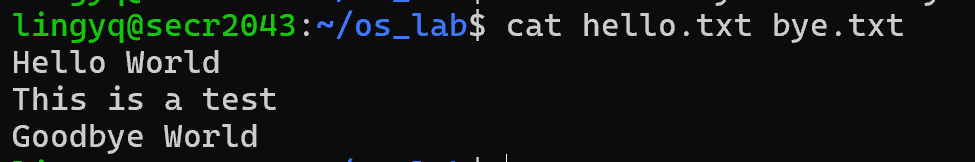 lingyq@secr2043:~/os_lab$ cat hello.txt bye.txt
Hello World
This is a test
Goodbye World